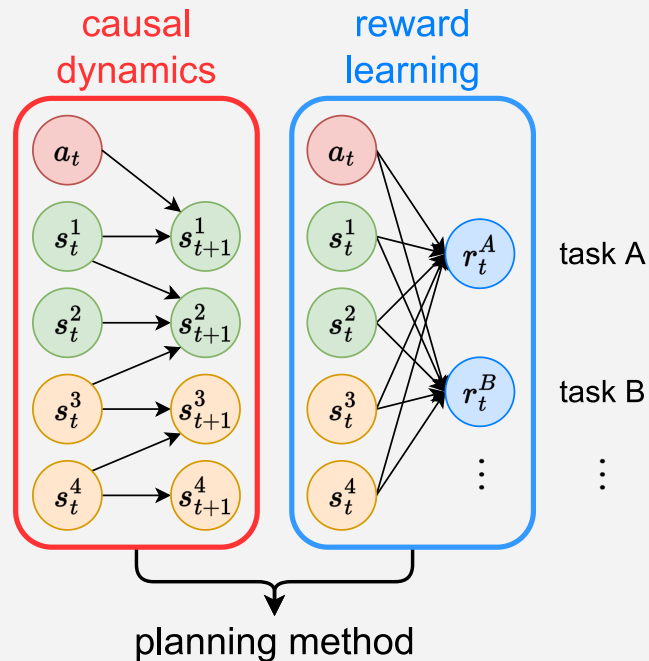 causal
dynamics
reward
learning
a_t
s_t^1
s_{t+1}^1
s_t^2
s_{t+1}^2
s_t^3
s_{t+1}^3
s_t^4
s_{t+1}^4
a_t
s_t^1
s_t^2
s_t^3
s_t^4
r_t^A
task A
r_t^B
task B
⋮
⋮
planning method